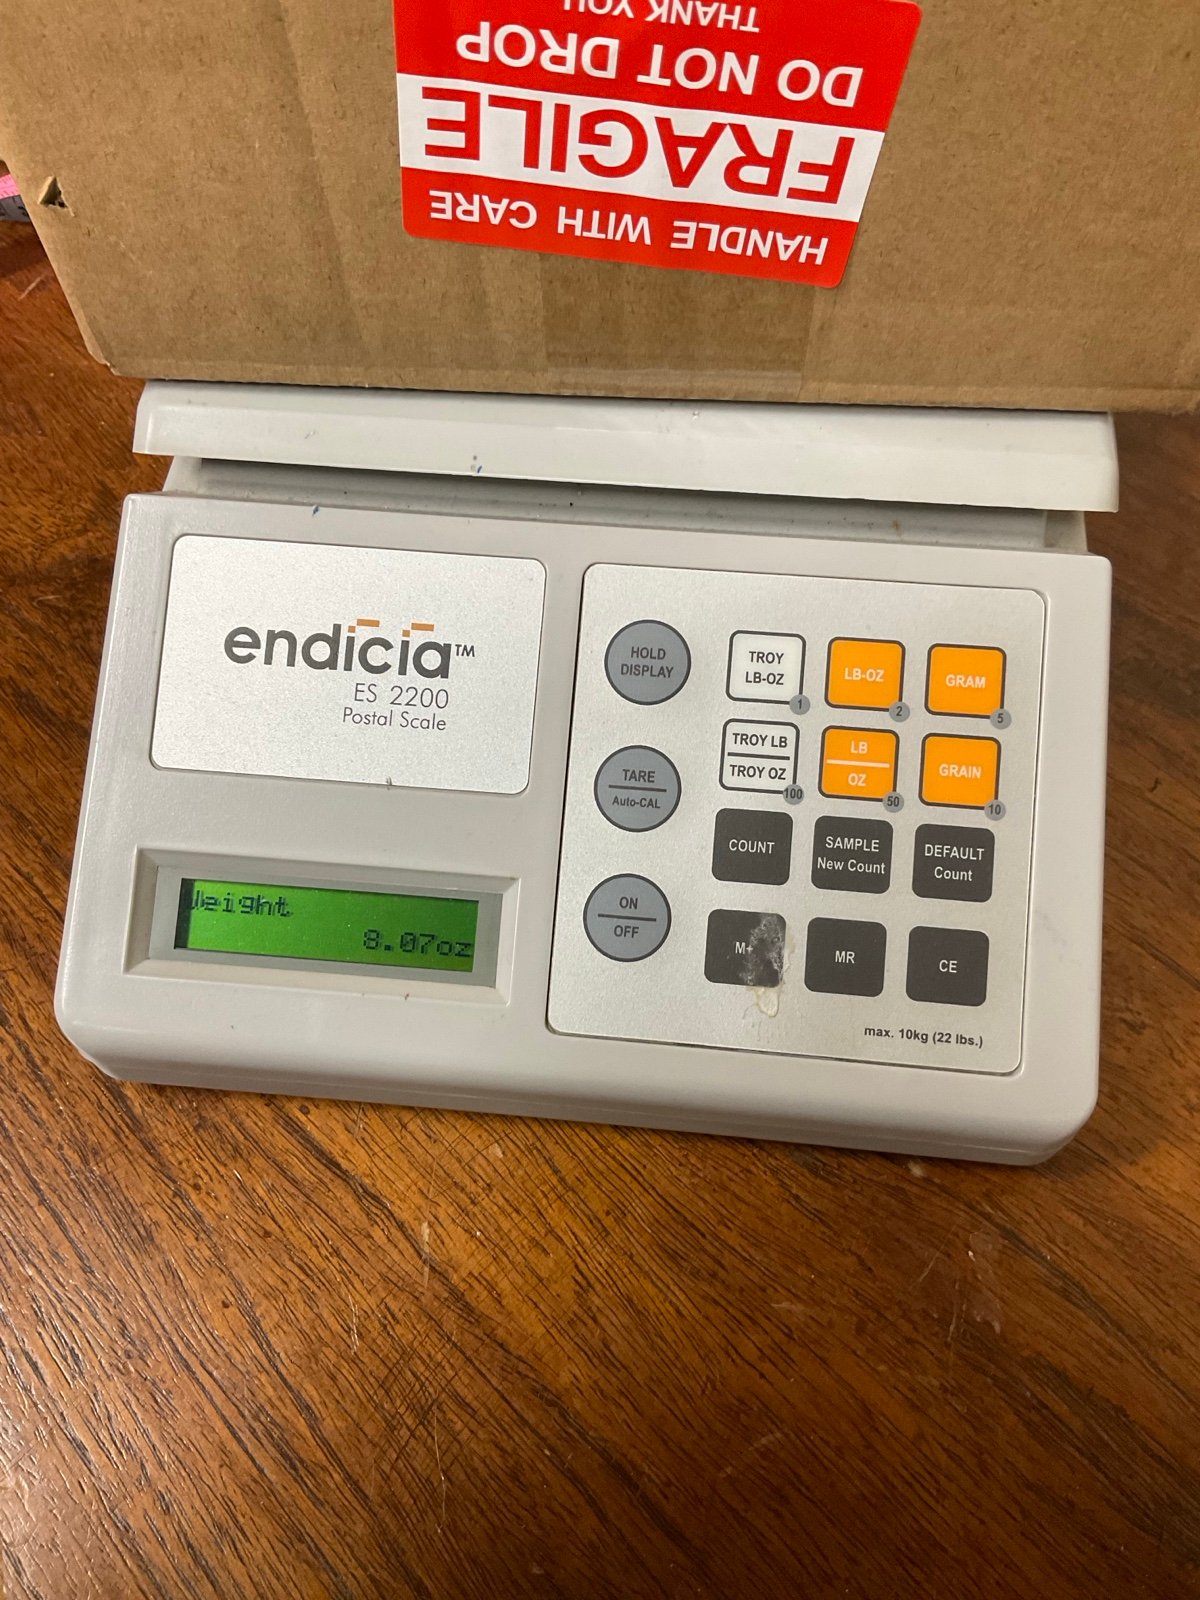 HANDLE WITH CARE
FRAGILE
DO NOT DROP
THANK YOU
endicia™
ES 2200
Postal Scale
Weight
8.07oz
HOLD
DISPLAY
TROY
LB-OZ
1
LB-OZ
2
GRAM
5
TARE
Auto-CAL
TROY LB
TROY OZ
100
LB
OZ
50
GRAIN
10
ON
OFF
COUNT
SAMPLE
New Count
DEFAULT
Count
M+
MR
CE
max. 10kg (22 lbs.)